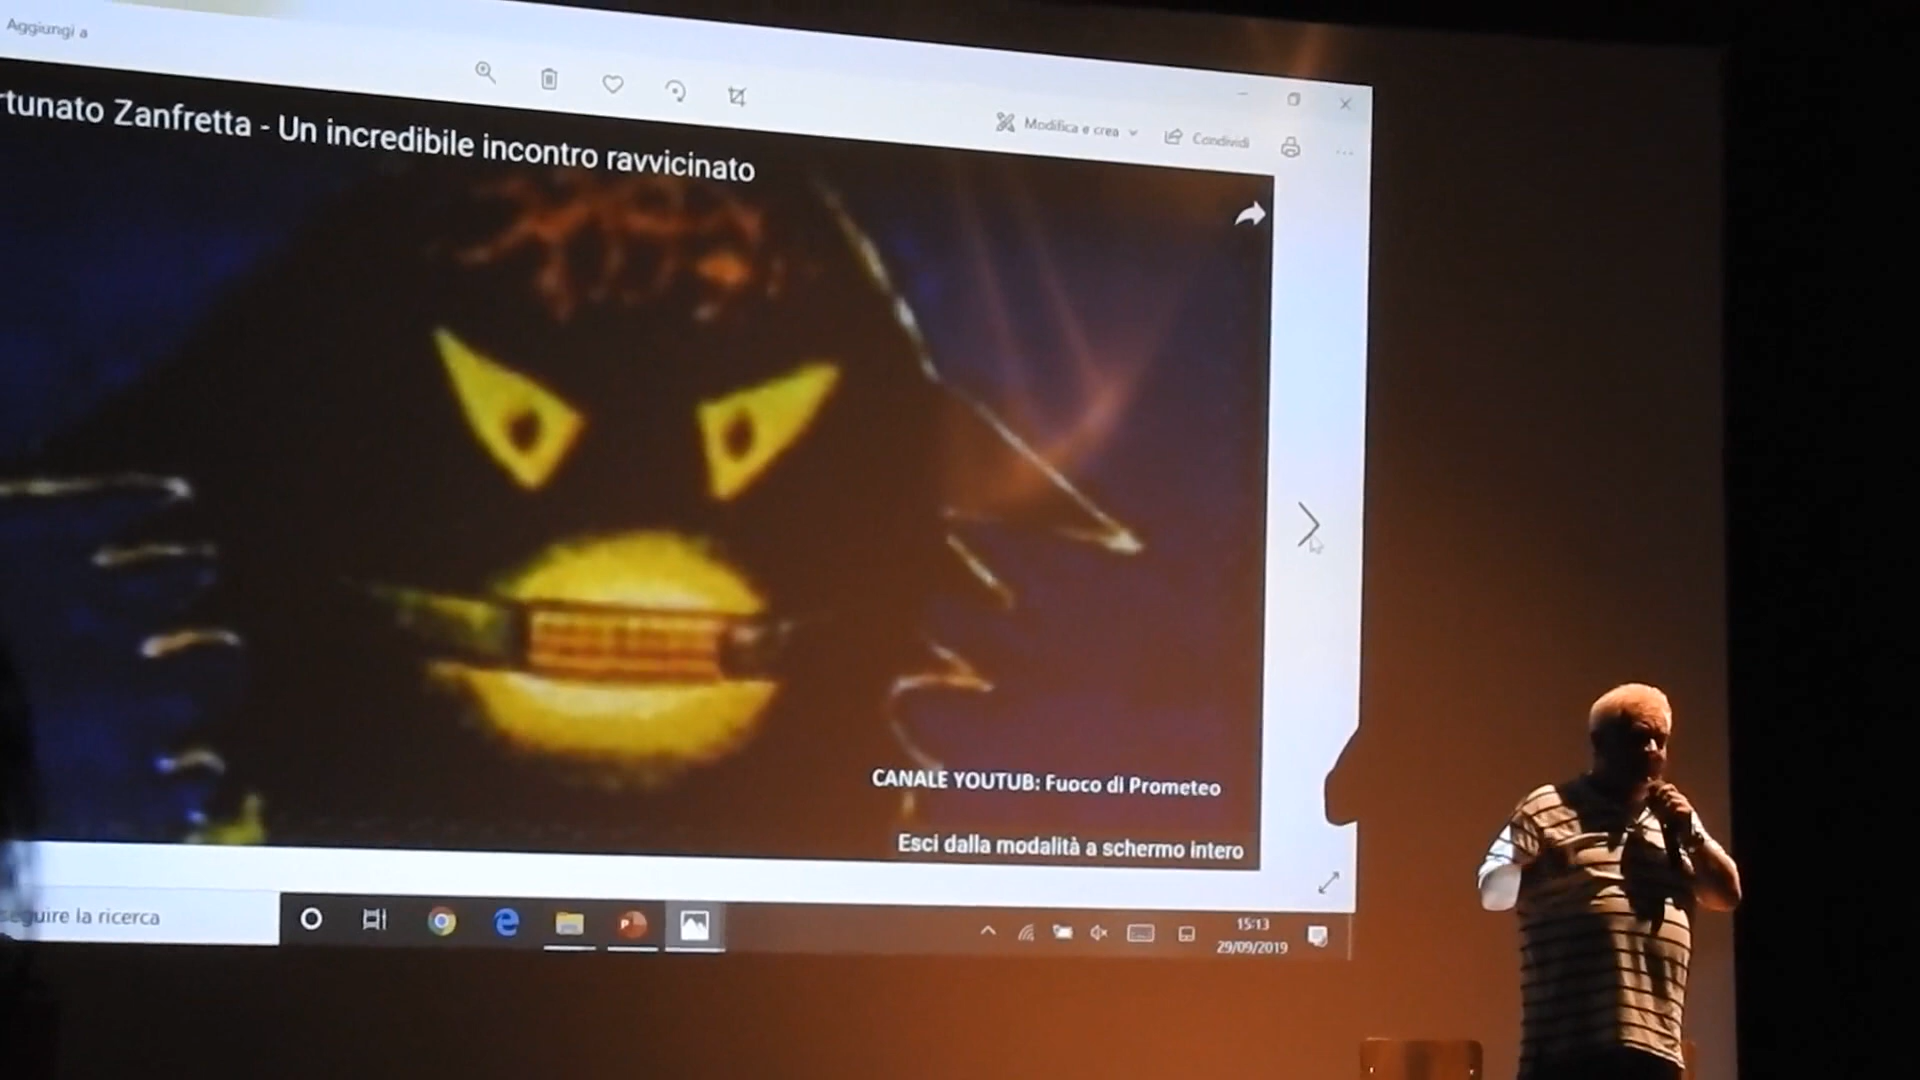 Aggiungi a
Modifica e crea
Condividi
rtunato Zanfretta - Un incredibile incontro ravvicinato
CANALE YOUTUB: Fuoco di Prometeo
Esci dalla modalità a schermo intero
seguire la ricerca
15:13
29/09/2019